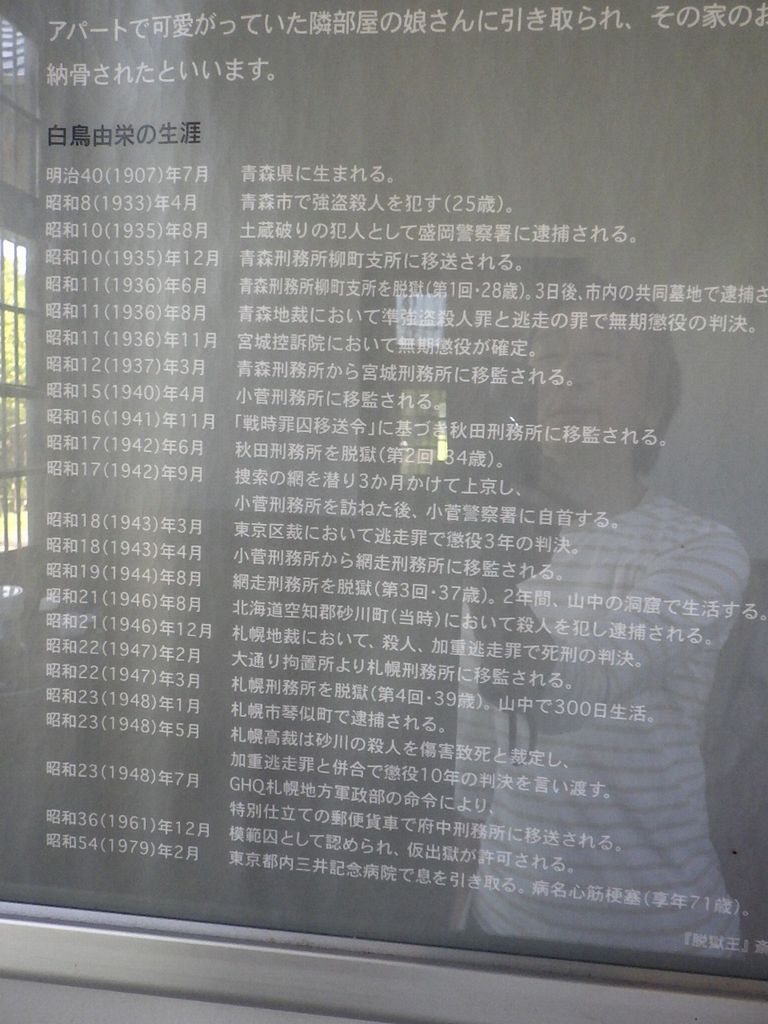 アパートで可愛がっていた隣部屋の娘さんに引き取られ、その家のお
納骨されたといいます。
白鳥由栄の生涯
明治40(1907)年7月 青森県に生まれる。
昭和8(1933)年4月 青森市で強盗殺人を犯す(25歳)。
昭和10(1935)年8月 土蔵破りの犯人として盛岡警察署に逮捕される。
昭和10(1935)年12月 青森刑務所柳町支所に移送される。
昭和11(1936)年6月 青森刑務所柳町支所を脱獄(第1回・28歳)。3日後、市内の共同墓地で逮捕さ
昭和11(1936)年8月 青森地裁において準強盗殺人罪と逃走の罪で無期懲役の判決。
昭和11(1936)年11月 宮城控訴院において無期懲役が確定。
昭和12(1937)年3月 青森刑務所から宮城刑務所に移監される。
昭和15(1940)年4月 小菅刑務所に移監される。
昭和16(1941)年11月 「戦時罪囚移送令」に基づき秋田刑務所に移監される。
昭和17(1942)年6月 秋田刑務所を脱獄(第2回・34歳)。
昭和17(1942)年9月 捜索の網を潜り3か月かけて上京し、
小菅刑務所を訪ねた後、小菅警察署に自首する。
昭和18(1943)年3月 東京区裁において逃走罪で懲役3年の判決。
昭和18(1943)年4月 小菅刑務所から網走刑務所に移監される。
昭和19(1944)年8月 網走刑務所を脱獄(第3回・37歳)。2年間、山中の洞窟で生活する。
昭和21(1946)年8月 北海道空知郡砂川町(当時)において殺人を犯し逮捕される。
昭和21(1946)年12月 札幌地裁において、殺人、加重逃走罪で死刑の判決。
昭和22(1947)年2月 大通り拘置所より札幌刑務所に移監される。
昭和22(1947)年3月 札幌刑務所を脱獄(第4回・39歳)。山中で300日生活。
昭和23(1948)年1月 札幌市琴似町で逮捕される。
昭和23(1948)年5月 札幌高裁は砂川の殺人を傷害致死と裁定し、
加重逃走罪と併合で懲役10年の判決を言い渡す。
昭和23(1948)年7月 GHQ札幌地方軍政部の命令により、
特別仕立ての郵便貨車で府中刑務所に移送される。
昭和36(1961)年12月 模範囚として認められ、仮出獄が許可される。
昭和54(1979)年2月 東京都内三井記念病院で息を引き取る。病名心筋梗塞(享年71歳)。
『脱獄王』斎